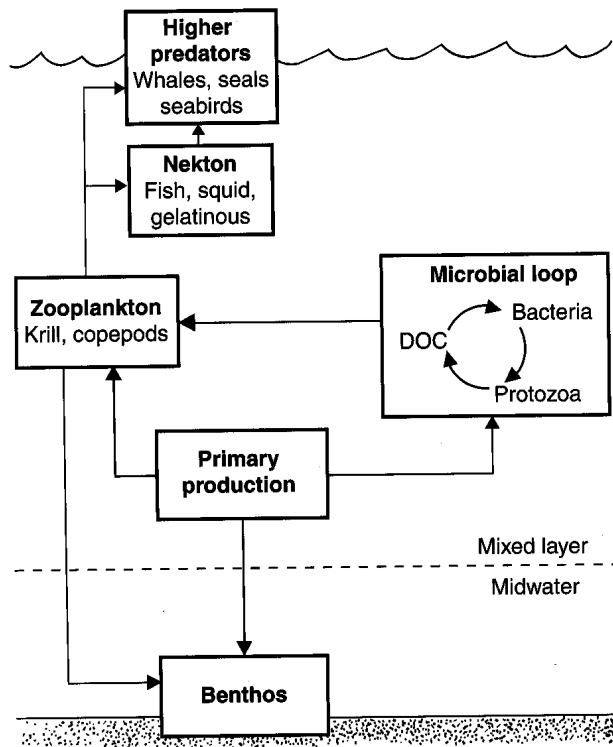 Higher
predators
Whales, seals
seabirds
Nekton
Fish, squid,
gelatinous
Zooplankton
Krill, copepods
Microbial loop
Bacteria
DOC
Protozoa
Primary
production
Mixed layer
Midwater
Benthos